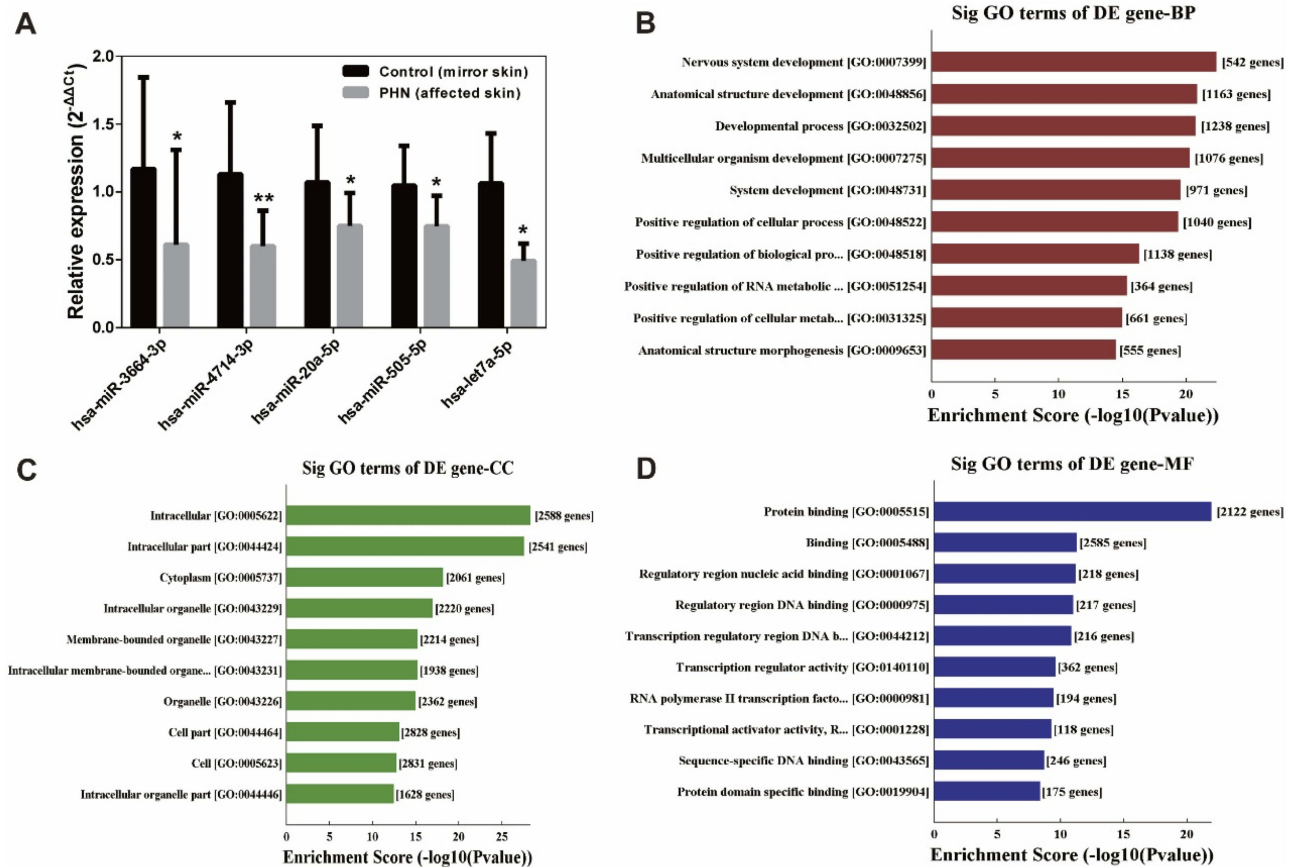 A
Relative expression (2-ΔΔCt)
2.0
1.5
1.0
0.5
0.0
Control (mirror skin)
PHN (affected skin)
*
**
*
*
*
hsa-miR-3664-3p
hsa-miR-4714-3p
hsa-miR-20a-5p
hsa-miR-505-5p
hsa-let7a-5p
B
Sig GO terms of DE gene-BP
Nervous system development [GO:0007399] [542 genes]
Anatomical structure development [GO:0048856] [1163 genes]
Developmental process [GO:0032502] [1238 genes]
Multicellular organism development [GO:0007275] [1076 genes]
System development [GO:0048731] [971 genes]
Positive regulation of cellular process [GO:0048522] [1040 genes]
Positive regulation of biological pro... [GO:0048518] [1138 genes]
Positive regulation of RNA metabolic ... [GO:0051254] [364 genes]
Positive regulation of cellular metab... [GO:0031325] [661 genes]
Anatomical structure morphogenesis [GO:0009653] [555 genes]
0 5 10 15 20
Enrichment Score (-log10(Pvalue))
C
Sig GO terms of DE gene-CC
Intracellular [GO:0005622] [2588 genes]
Intracellular part [GO:0044424] [2541 genes]
Cytoplasm [GO:0005737] [2061 genes]
Intracellular organelle [GO:0043229] [2220 genes]
Membrane-bounded organelle [GO:0043227] [2214 genes]
Intracellular membrane-bounded organe... [GO:0043231] [1938 genes]
Organelle [GO:0043226] [2362 genes]
Cell part [GO:0044464] [2828 genes]
Cell [GO:0005623] [2831 genes]
Intracellular organelle part [GO:0044446] [1628 genes]
0 5 10 15 20 25
Enrichment Score (-log10(Pvalue))
D
Sig GO terms of DE gene-MF
Protein binding [GO:0005515] [2122 genes]
Binding [GO:0005488] [2585 genes]
Regulatory region nucleic acid binding [GO:0001067] [218 genes]
Regulatory region DNA binding [GO:0000975] [217 genes]
Transcription regulatory region DNA b... [GO:0044212] [216 genes]
Transcription regulator activity [GO:0140110] [362 genes]
RNA polymerase II transcription facto... [GO:0000981] [194 genes]
Transcriptional activator activity, R... [GO:0001228] [118 genes]
Sequence-specific DNA binding [GO:0043565] [246 genes]
Protein domain specific binding [GO:0019904] [175 genes]
0 5 10 15 20
Enrichment Score (-log10(Pvalue))